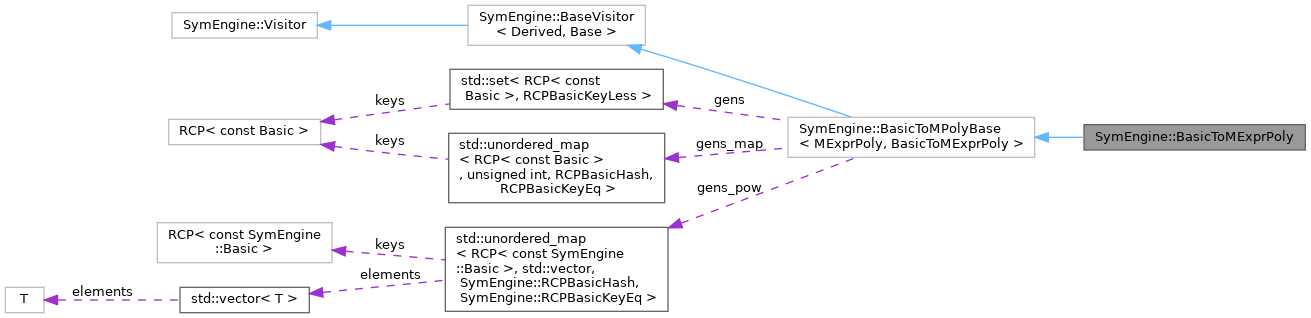 SymEngine::Visitor
SymEngine::BaseVisitor
< Derived, Base >
std::set< RCP< const
Basic >, RCPBasicKeyLess >
gens
keys
RCP< const Basic >
keys
std::unordered_map
< RCP< const Basic >
, unsigned int, RCPBasicHash,
RCPBasicKeyEq >
gens_map
SymEngine::BasicToMPolyBase
< MExprPoly, BasicToMExprPoly >
SymEngine::BasicToMExprPoly
gens_pow
RCP< const SymEngine
::Basic >
keys
std::unordered_map
< RCP< const SymEngine
::Basic >, std::vector,
SymEngine::RCPBasicHash,
SymEngine::RCPBasicKeyEq >
elements
T
elements
std::vector< T >